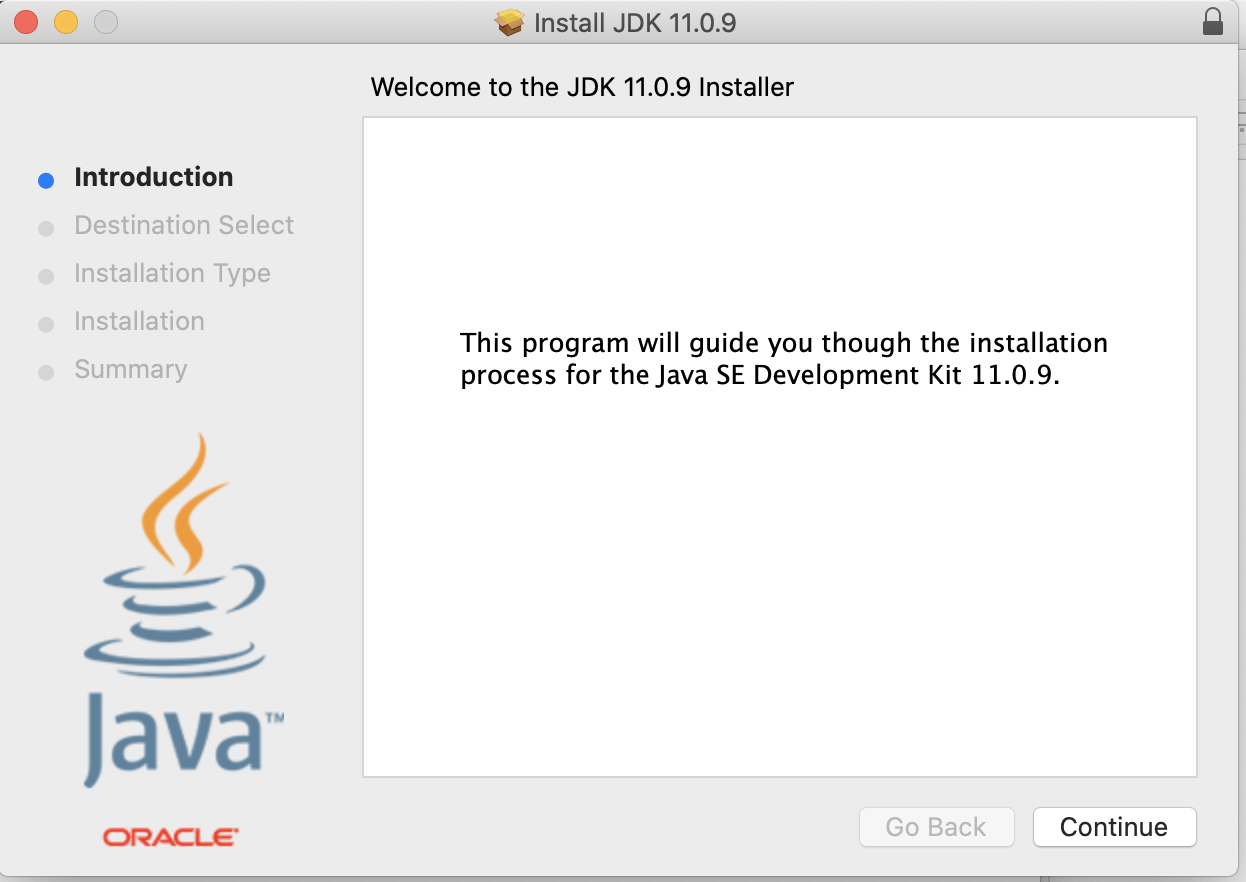 Install JDK 11.0.9
Welcome to the JDK 11.0.9 Installer
Introduction
Destination Select
Installation Type
Installation
Summary
This program will guide you though the installation
process for the Java SE Development Kit 11.0.9.
Java™
ORACLE®
Go Back
Continue